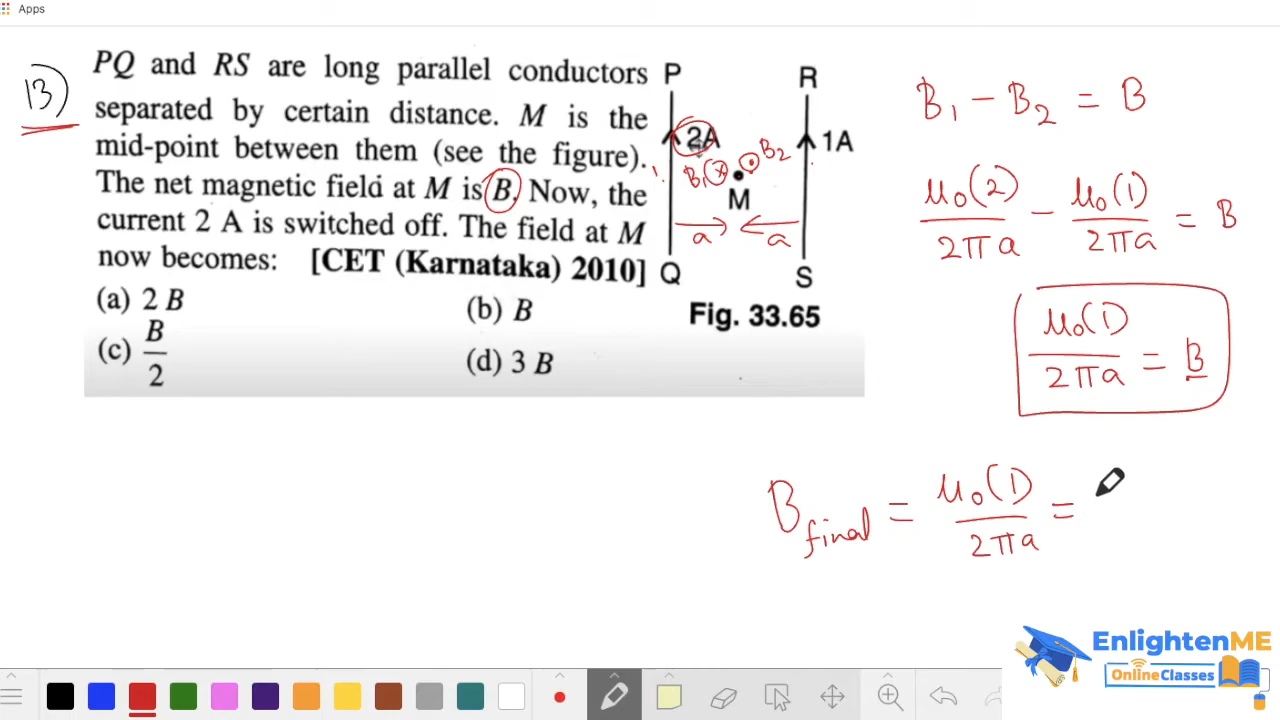 Apps
13)
PQ and RS are long parallel conductors
separated by certain distance. M is the
mid-point between them (see the figure).
The net magnetic field at M is B. Now, the
current 2 A is switched off. The field at M
now becomes: [CET (Karnataka) 2010]
(a) 2 B (b) B
(c) B/2 (d) 3 B
P R
2A 1A
B₁ B₂
M
a a
Q S
Fig. 33.65
B₁ − B₂ = B
μ₀(2)/2πa − μ₀(1)/2πa = B
μ₀(1)/2πa = B
B final = μ₀(1)/2πa =
EnlightenME
OnlineClasses